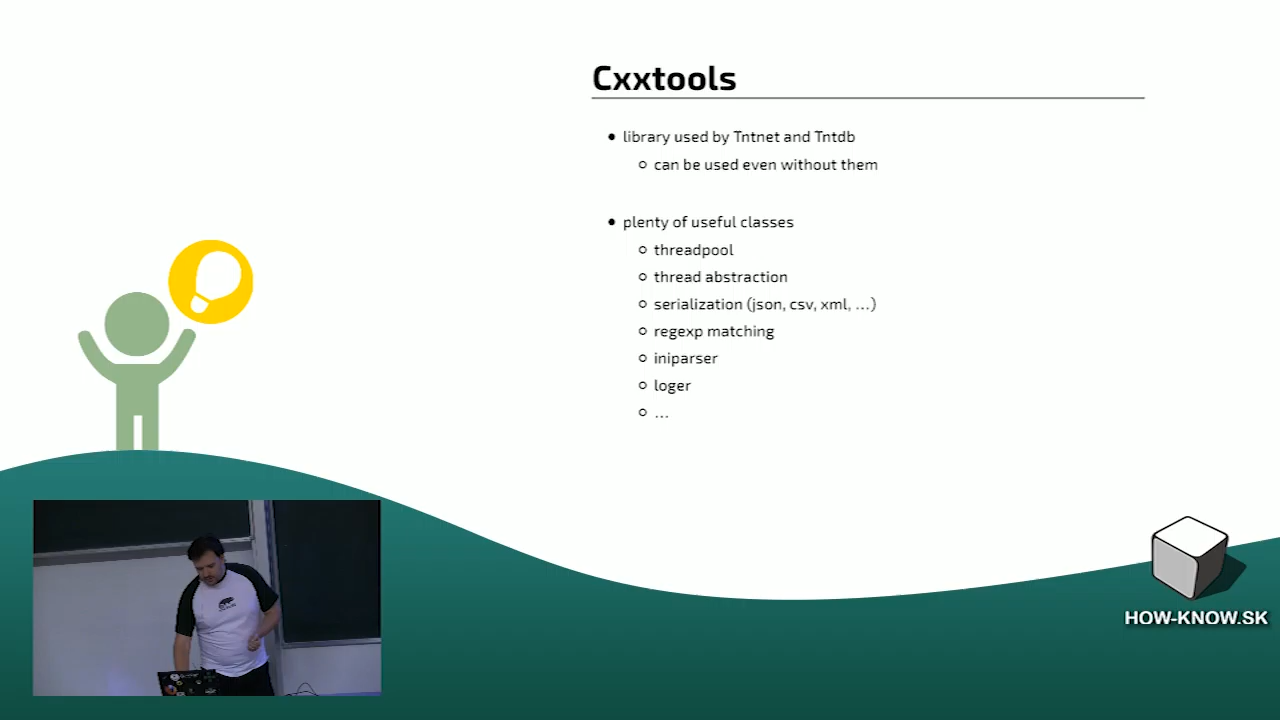 Cxxtools
• library used by Tntnet and Tntdb
○ can be used even without them
• plenty of useful classes
○ threadpool
○ thread abstraction
○ serialization (json, csv, xml, ...)
○ regexp matching
○ iniparser
○ loger
○ ...
HOW-KNOW.SK